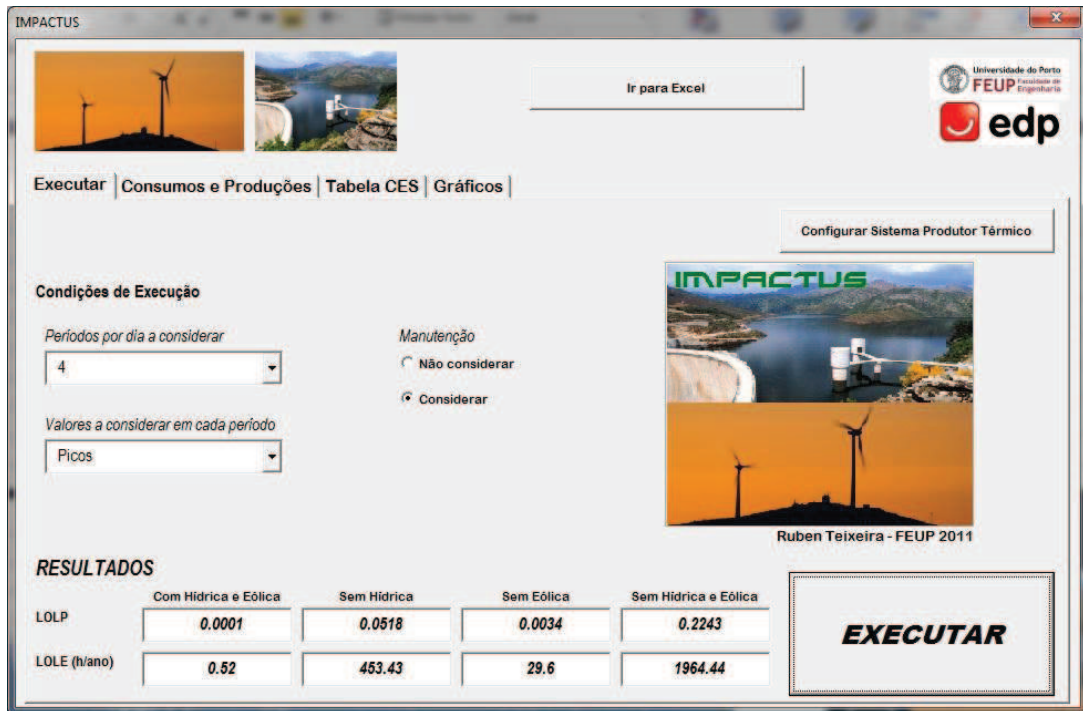 IMPACTUS
Ir para Excel
Universidade do Porto
FEUP Faculdade de
Engenharia
edp
Executar Consumos e Produções Tabela CES Gráficos
Configurar Sistema Produtor Térmico
Condições de Execução
IMPACTUS
Períodos por dia a considerar
4
Manutenção
Não considerar
Considerar
Valores a considerar em cada período
Picos
Ruben Teixeira - FEUP 2011
RESULTADOS
Com Hídrica e Eólica Sem Hídrica Sem Eólica Sem Hídrica e Eólica
LOLP 0.0001 0.0518 0.0034 0.2243
LOLE (h/ano) 0.52 453.43 29.6 1964.44
EXECUTAR